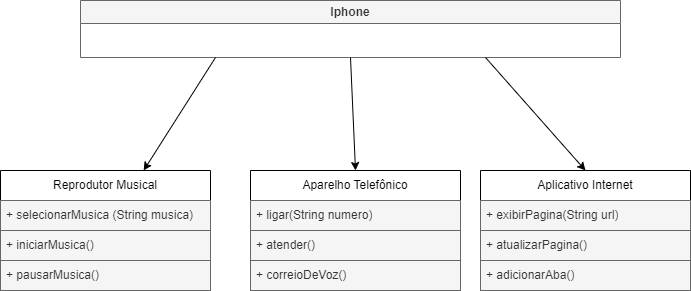 Iphone
Reprodutor Musical
+ selecionarMusica (String musica)
+ iniciarMusica()
+ pausarMusica()
Aparelho Telefônico
+ ligar(String numero)
+ atender()
+ correioDeVoz()
Aplicativo Internet
+ exibirPagina(String url)
+ atualizarPagina()
+ adicionarAba()